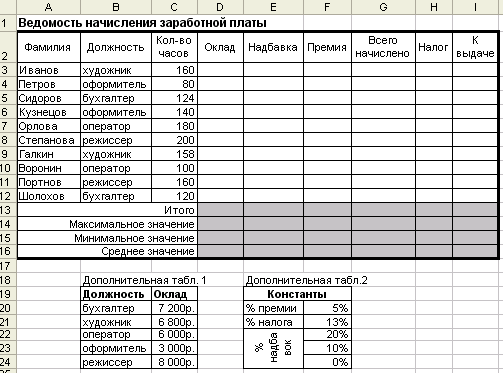 A B C D E F G H I
1 Ведомость начисления заработной платы
2 Фамилия Должность Кол-во часов Оклад Надбавка Премия Всего начислено Налог К выдаче
3 Иванов художник 160
4 Петров оформитель 80
5 Сидоров бухгалтер 124
6 Кузнецов оформитель 140
7 Орлова оператор 180
8 Степанова режиссер 200
9 Галкин художник 158
10 Воронин оператор 100
11 Портнов режиссер 160
12 Шолохов бухгалтер 120
13 Итого
14 Максимальное значение
15 Минимальное значение
16 Среднее значение
17
18 Дополнительная табл. 1 Дополнительная табл.2
19 Должность Оклад Константы
20 бухгалтер 7 200р. % премии 5%
21 художник 6 800р. % налога 13%
22 оператор 6 000р. % надба вок 20%
23 оформитель 3 000р. 10%
24 режиссер 8 000р. 0%